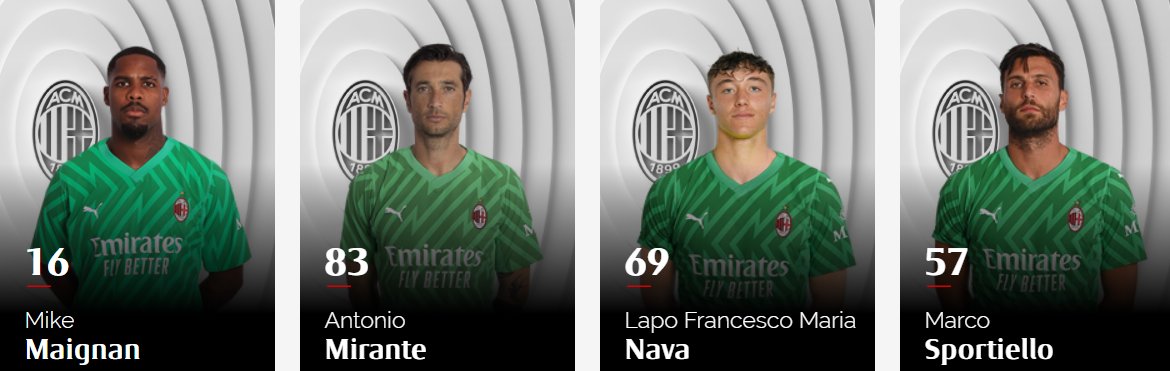 ACM
1899
Emirates
FLY BETTER
16
Mike
Maignan
ACM
1899
M
Emirates
FLY BETTER
83
Antonio
Mirante
ACM
1899
M
Emirates
FLY BETTER
69
Lapo Francesco Maria
Nava
ACM
1899
M
Emirates
FLY BETTER
57
Marco
Sportiello